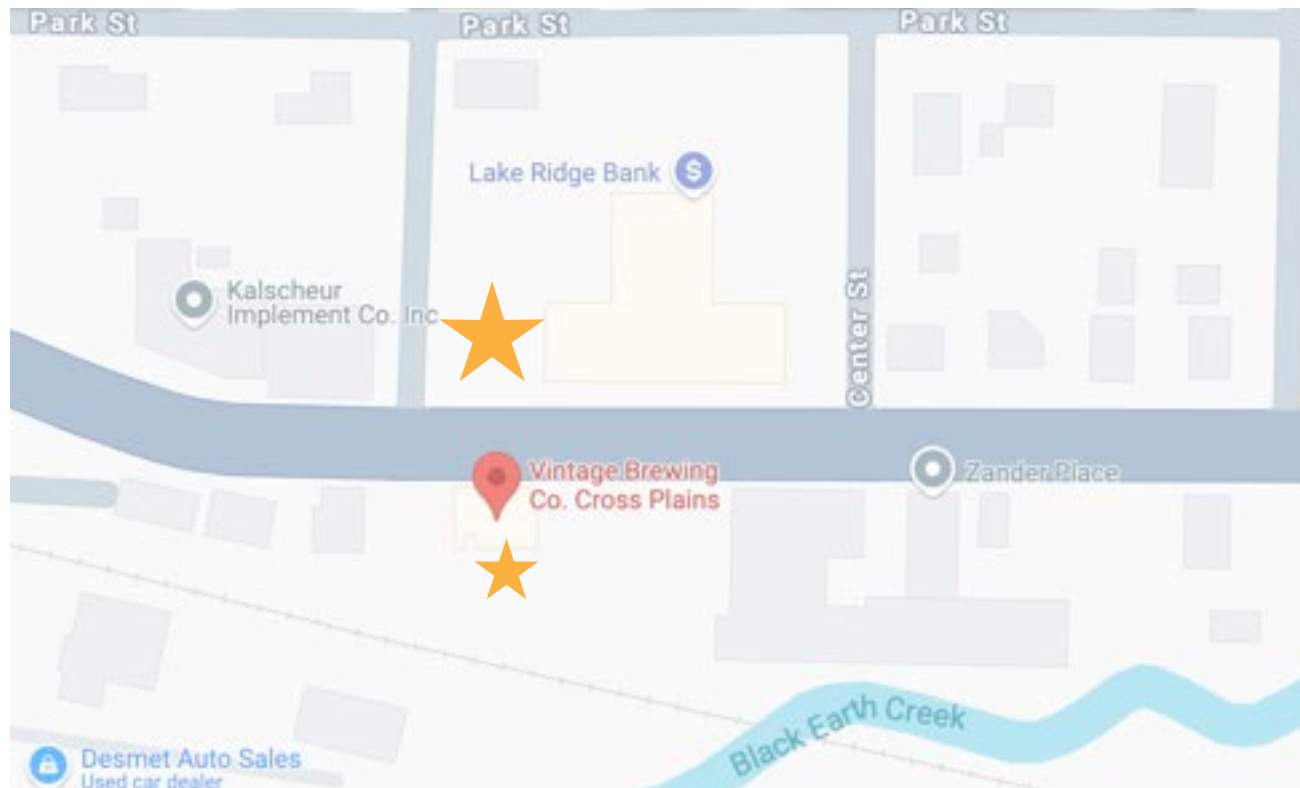 Park St
Park St
Park St
Lake Ridge Bank
$
Kalscheur
Implement Co. Inc
Center St
Vintage Brewing
Co. Cross Plains
Zander Place
Black Earth Creek
Desmet Auto Sales
Used car dealer